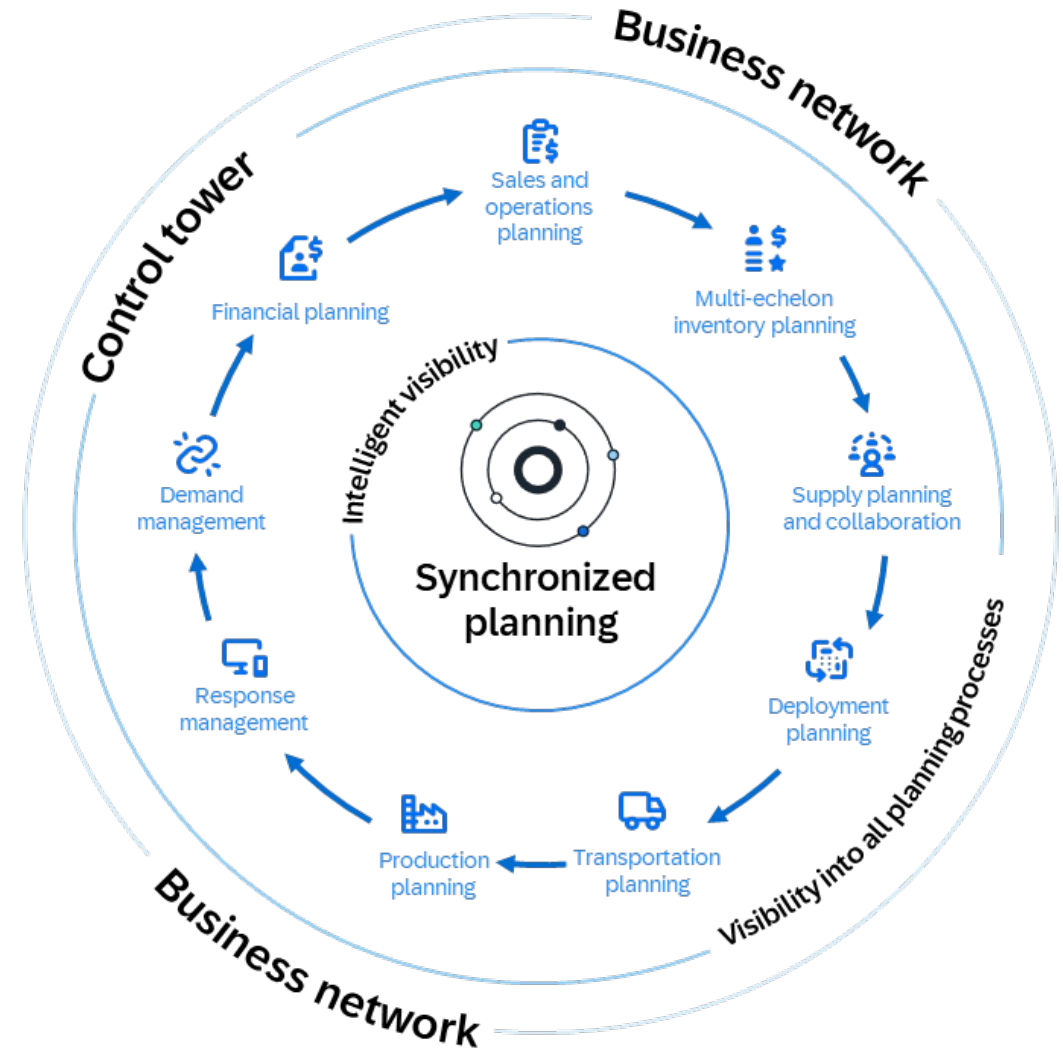 Business network
Control tower
Sales and
operations
planning
Financial planning
Multi-echelon
inventory planning
Intelligent visibility
Demand
management
Supply planning
and collaboration
Synchronized
planning
Response
management
Deployment
planning
Visibility into all planning processes
Production
planning
Transportation
planning
Business network